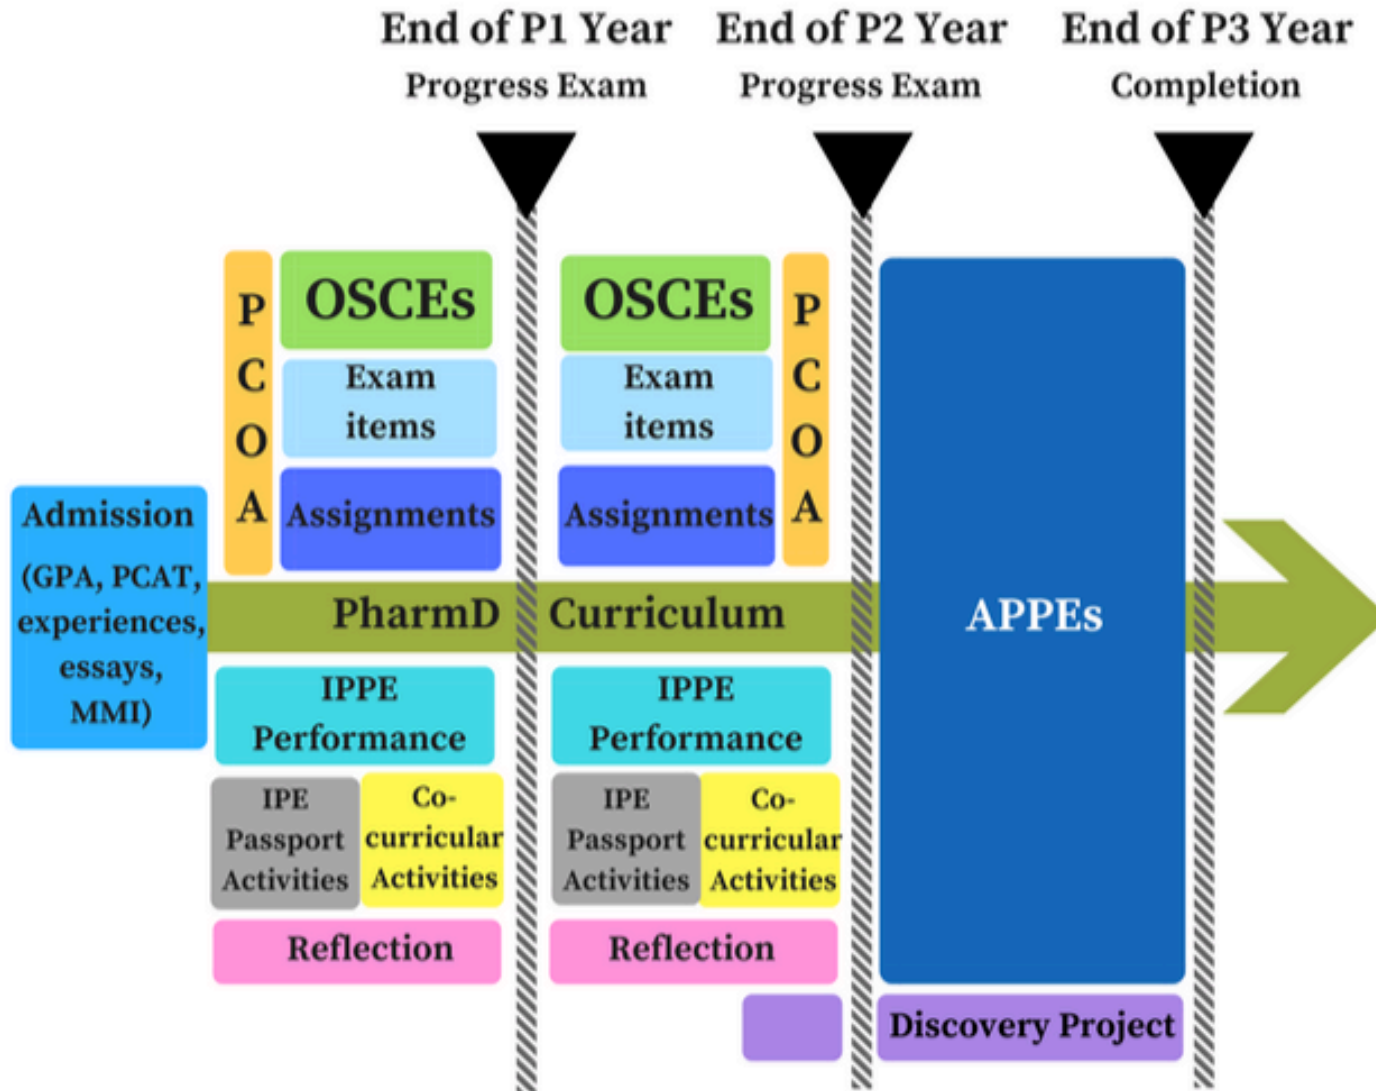 End of P1 Year
Progress Exam
End of P2 Year
Progress Exam
End of P3 Year
Completion
Admission
(GPA, PCAT,
experiences,
essays,
MMI)
P
C
O
A
OSCEs
Exam
items
Assignments
OSCEs
Exam
items
Assignments
P
C
O
A
PharmD Curriculum
APPEs
IPPE
Performance
IPE
Passport
Activities
Co-
curricular
Activities
Reflection
IPPE
Performance
IPE
Passport
Activities
Co-
curricular
Activities
Reflection
Discovery Project